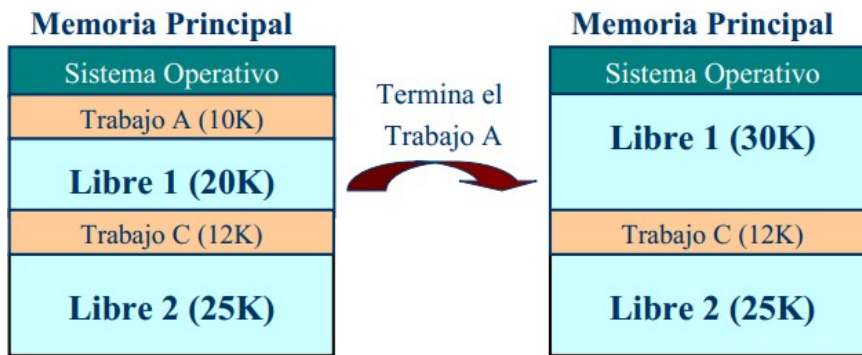 Memoria Principal
Sistema Operativo
Trabajo A (10K)
Libre 1 (20K)
Trabajo C (12K)
Libre 2 (25K)
Termina el
Trabajo A
Memoria Principal
Sistema Operativo
Libre 1 (30K)
Trabajo C (12K)
Libre 2 (25K)